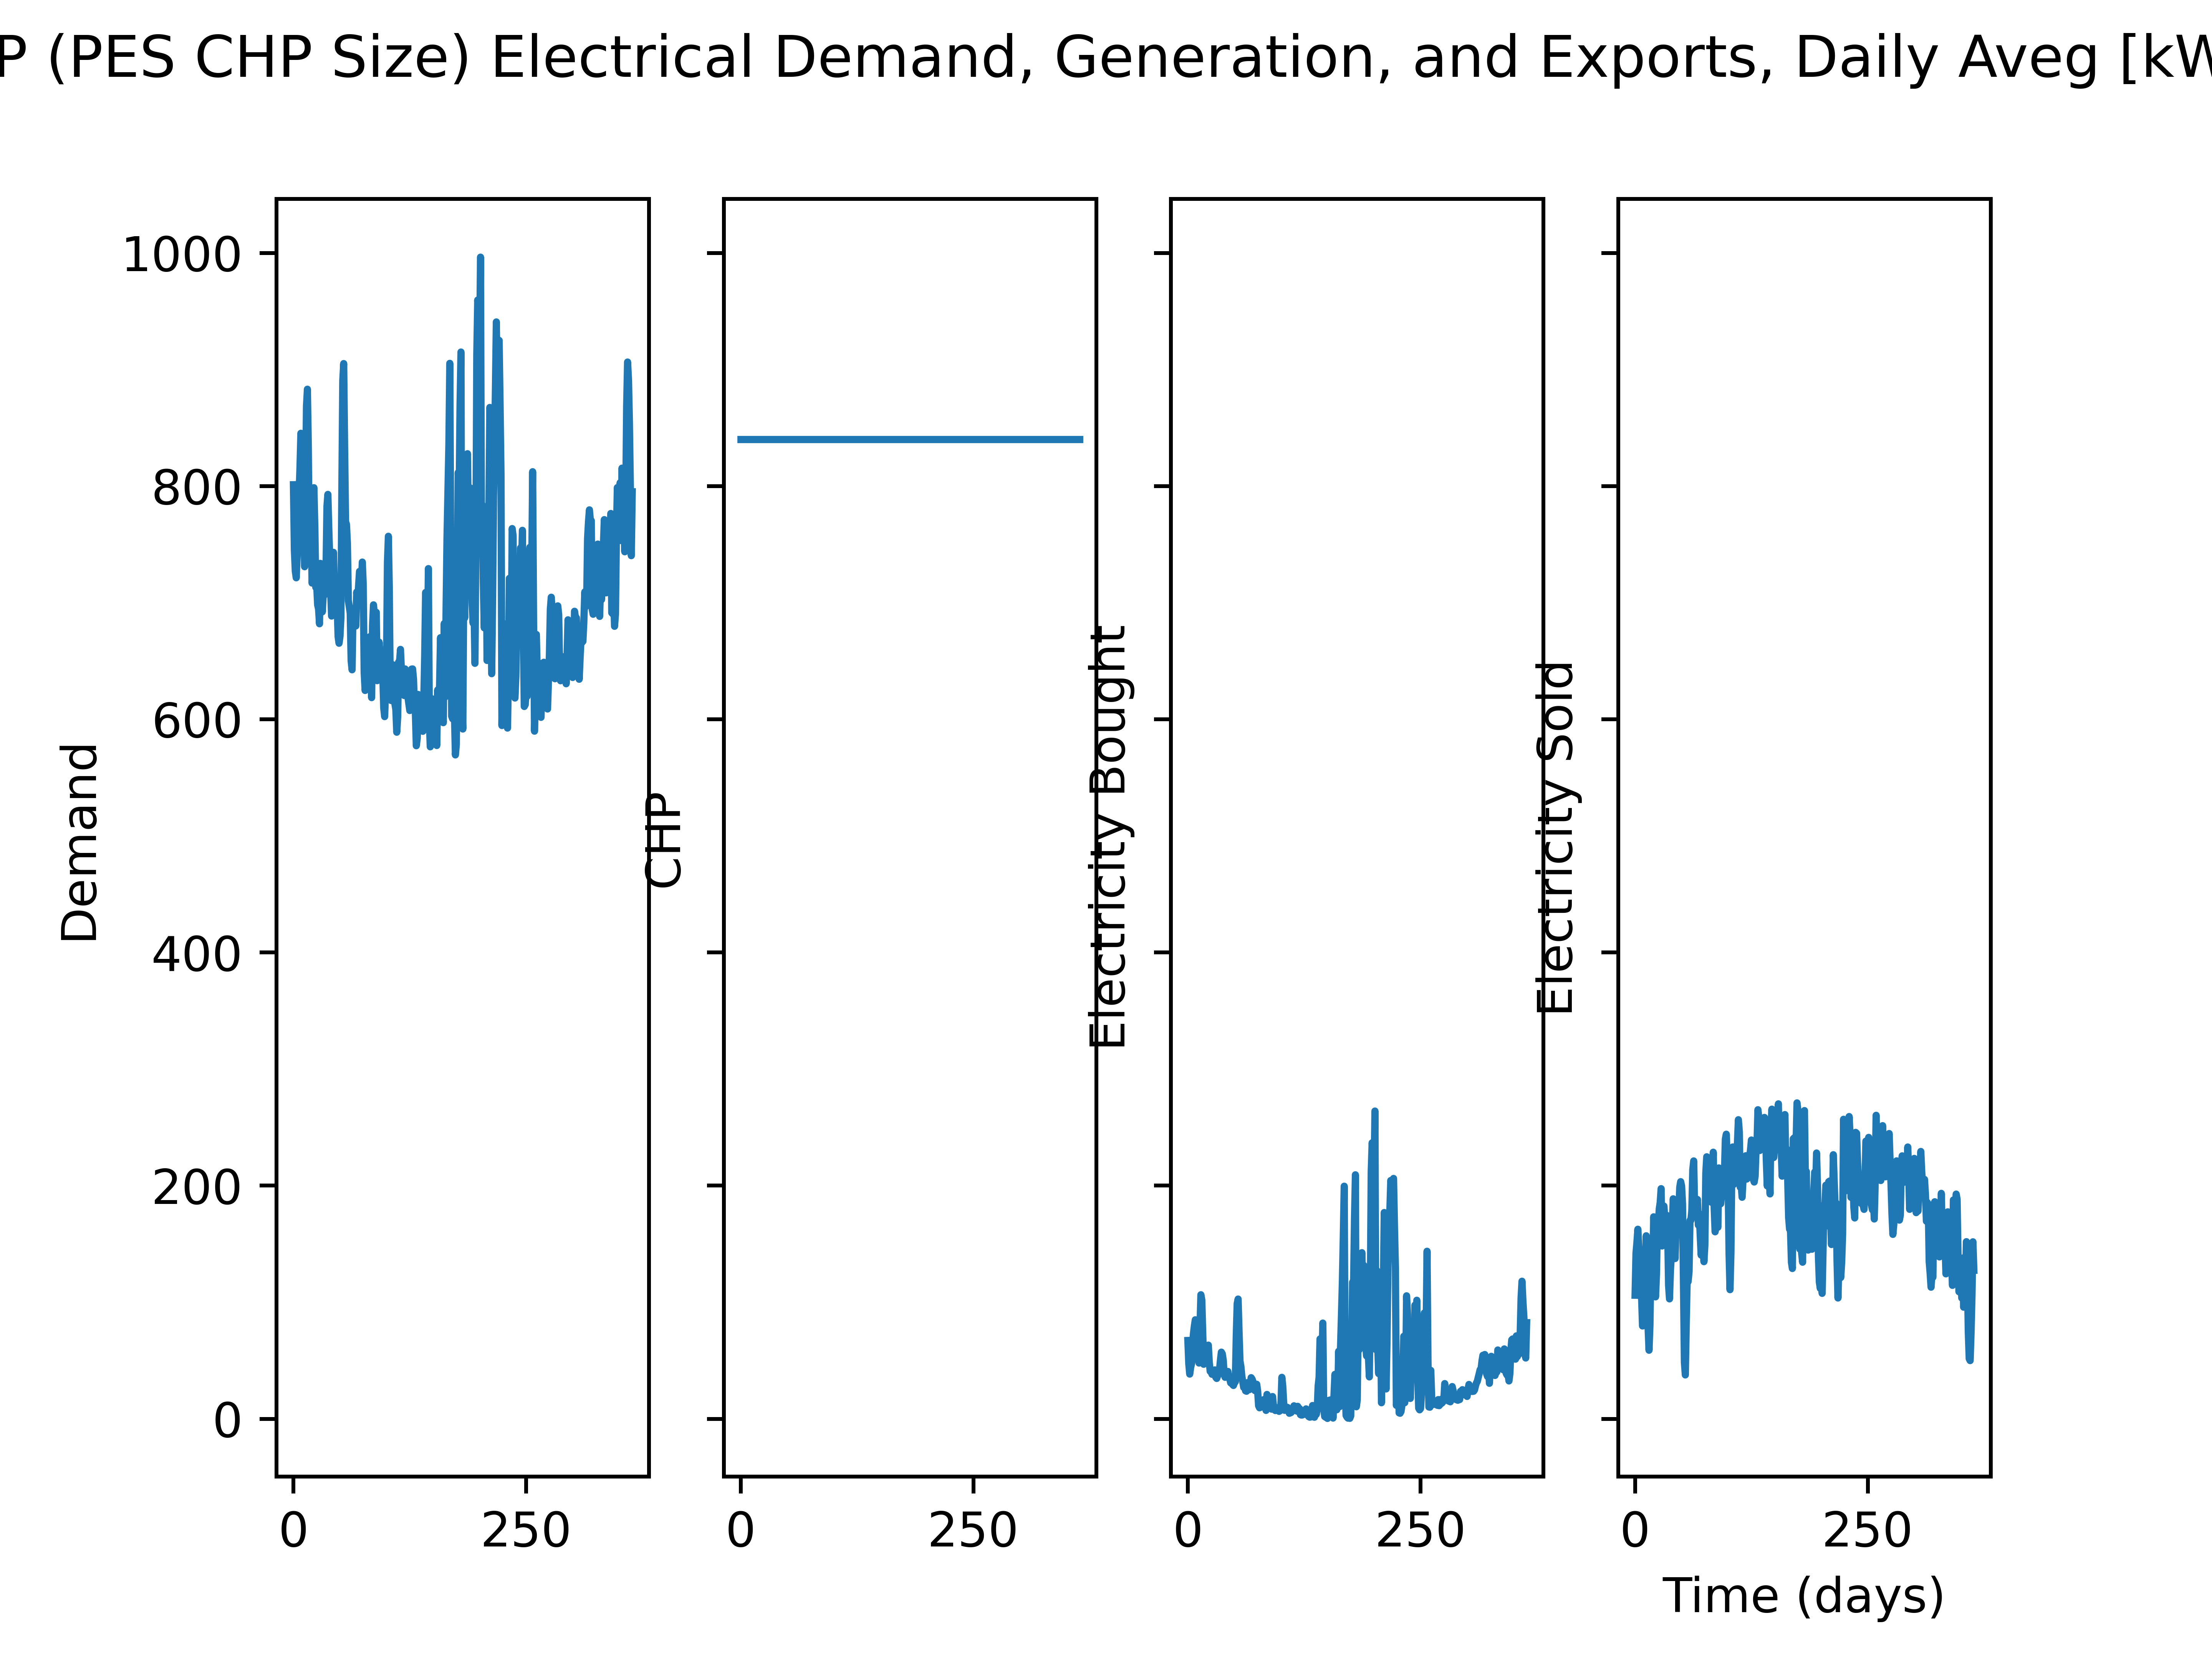 P (PES CHP Size) Electrical Demand, Generation, and Exports, Daily Aveg [kW
Demand
1000
800
600
400
200
0
0 250
CHP
0 250
Electricity Bought
0 250
Electricity Sold
0 250
Time (days)